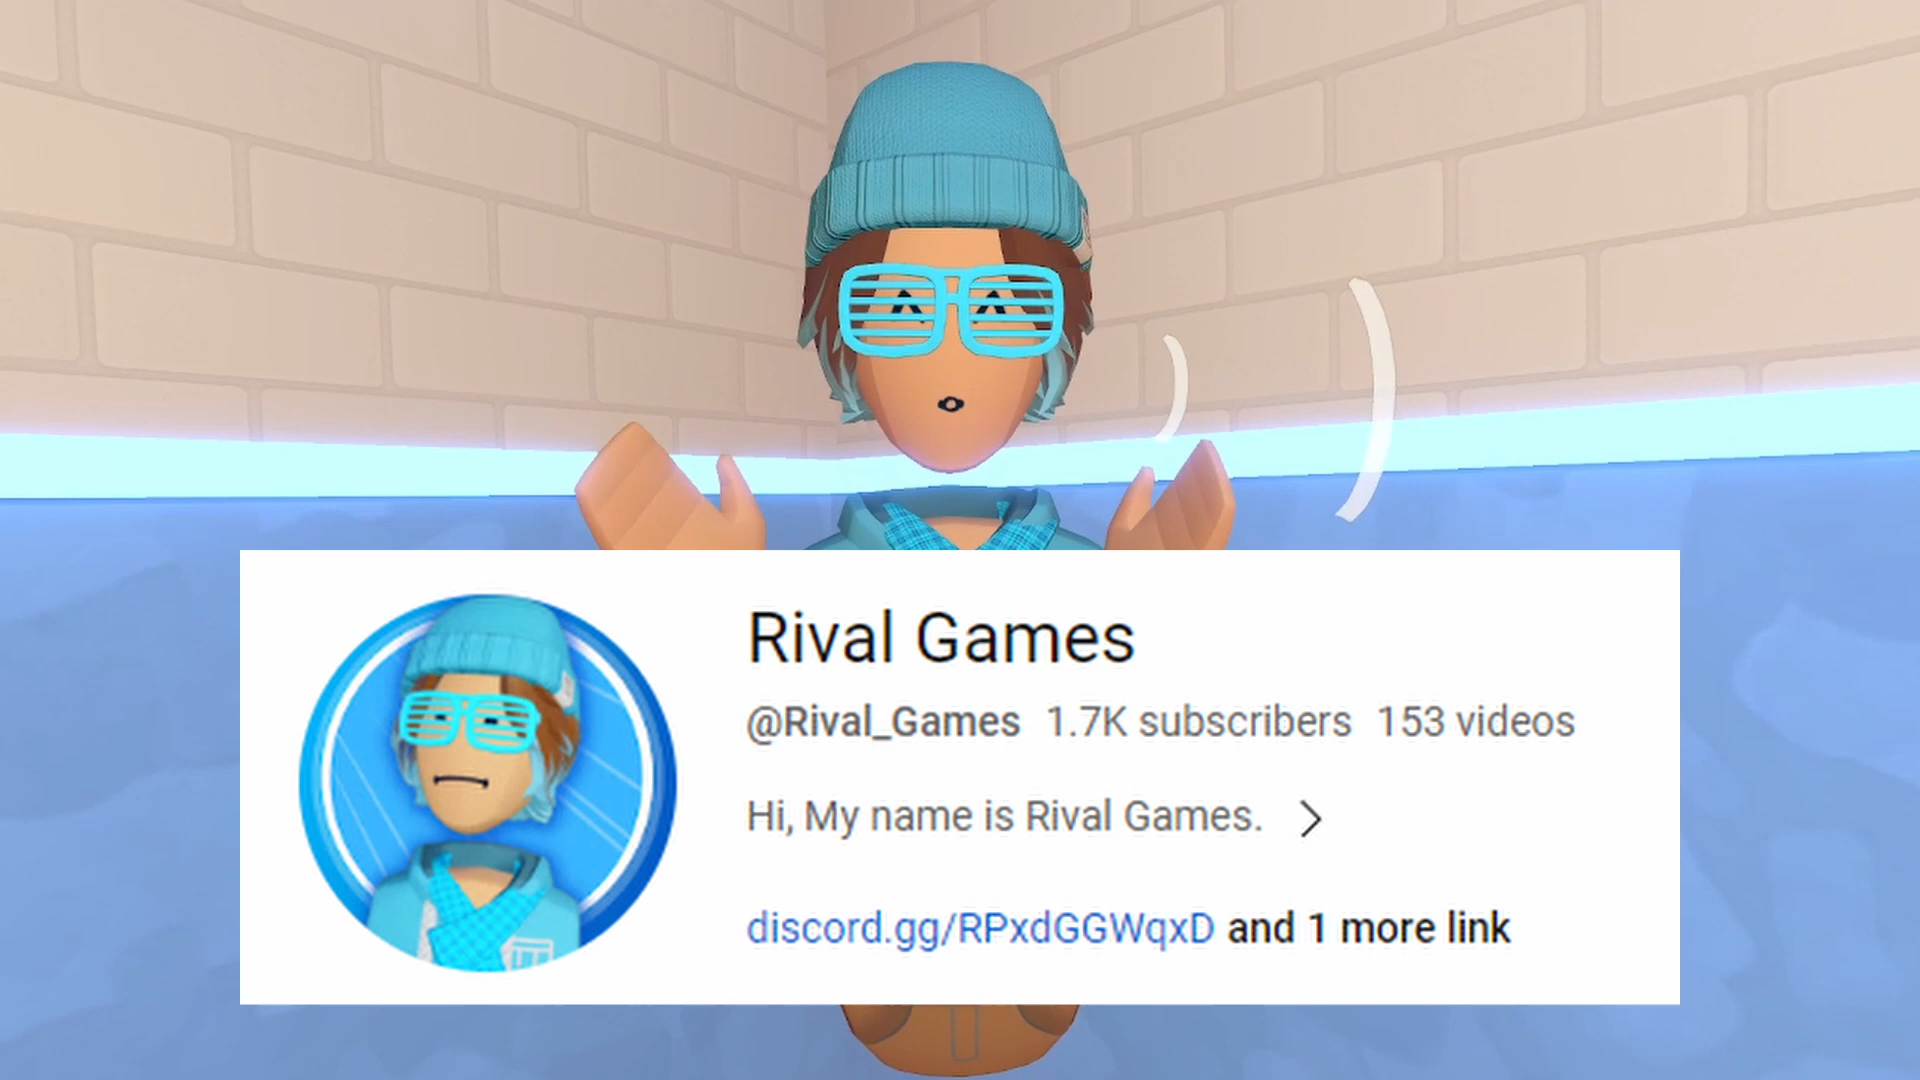 Rival Games
@Rival_Games 1.7K subscribers 153 videos
Hi, My name is Rival Games.
discord.gg/RPxdGGWqxD and 1 more link